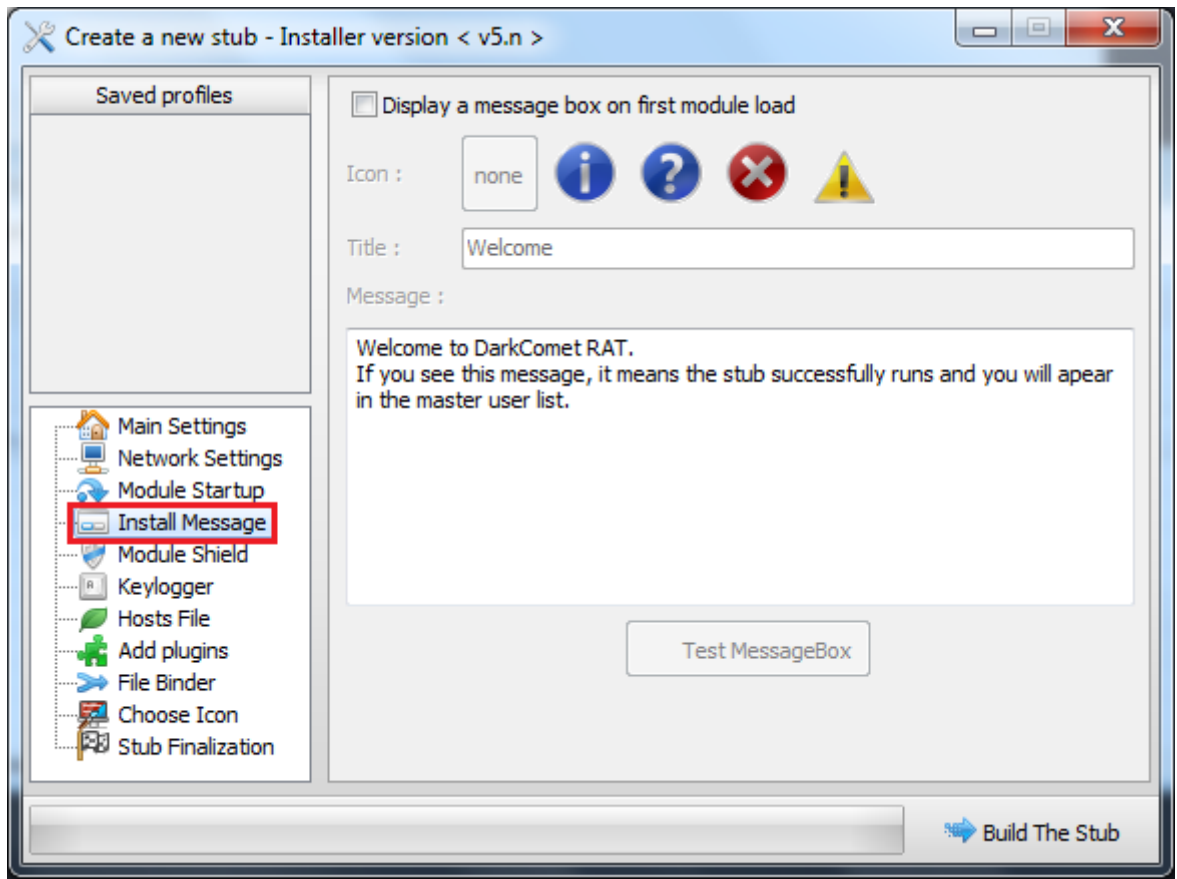 Create a new stub - Installer version < v5.n >
Saved profiles
Display a message box on first module load
Icon :
none
Title :
Welcome
Message :
Welcome to DarkComet RAT.
If you see this message, it means the stub successfully runs and you will apear
in the master user list.
Test MessageBox
Main Settings
Network Settings
Module Startup
Install Message
Module Shield
Keylogger
Hosts File
Add plugins
File Binder
Choose Icon
Stub Finalization
Build The Stub